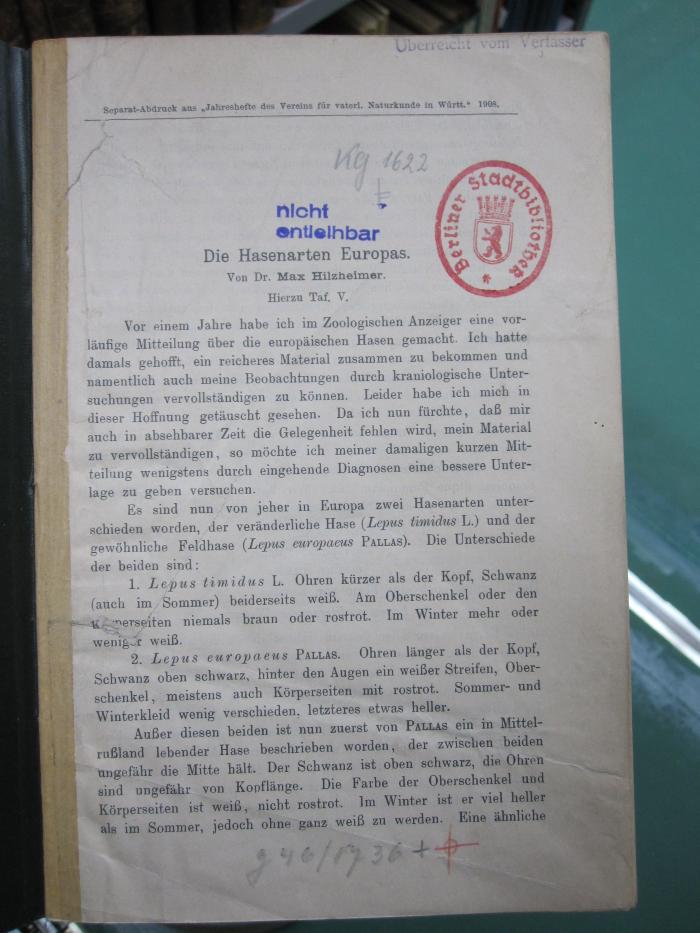 Überreicht vom Verfasser
Separat-Abdruck aus „Jahreshefte des Vereins für vaterl. Naturkunde in Württ.“ 1908.
Kg 1622
nicht
entleihbar
Berliner Stadtbibliothek
Die Hasenarten Europas.
Von Dr. Max Hilzheimer.
Hierzu Taf. V.
Vor einem Jahre habe ich im Zoologischen Anzeiger eine vor-
läufige Mitteilung über die europäischen Hasen gemacht. Ich hatte
damals gehofft, ein reicheres Material zusammen zu bekommen und
namentlich auch meine Beobachtungen durch kraniologische Unter-
suchungen vervollständigen zu können. Leider habe ich mich in
dieser Hoffnung getäuscht gesehen. Da ich nun fürchte, daß mir
auch in absehbarer Zeit die Gelegenheit fehlen wird, mein Material
zu vervollständigen, so möchte ich meiner damaligen kurzen Mit-
teilung wenigstens durch eingehende Diagnosen eine bessere Unter-
lage zu geben versuchen.
Es sind nun von jeher in Europa zwei Hasenarten unter-
schieden worden, der veränderliche Hase (Lepus timidus L.) und der
gewöhnliche Feldhase (Lepus europaeus PALLAS). Die Unterschiede
der beiden sind:
1. Lepus timidus L. Ohren kürzer als der Kopf, Schwanz
(auch im Sommer) beiderseits weiß. Am Oberschenkel oder den
Körperseiten niemals braun oder rostrot. Im Winter mehr oder
weniger weiß.
2. Lepus europaeus PALLAS. Ohren länger als der Kopf,
Schwanz oben schwarz, hinter den Augen ein weißer Streifen, Ober-
schenkel, meistens auch Körperseiten mit rostrot. Sommer- und
Winterkleid wenig verschieden, letzteres etwas heller.
Außer diesen beiden ist nun zuerst von PALLAS ein in Mittel-
rußland lebender Hase beschrieben worden, der zwischen beiden
ungefähr die Mitte hält. Der Schwanz ist oben schwarz, die Ohren
sind ungefähr von Kopflänge. Die Farbe der Oberschenkel und
Körperseiten ist weiß, nicht rostrot. Im Winter ist er viel heller
als im Sommer, jedoch ohne ganz weiß zu werden. Eine ähnliche